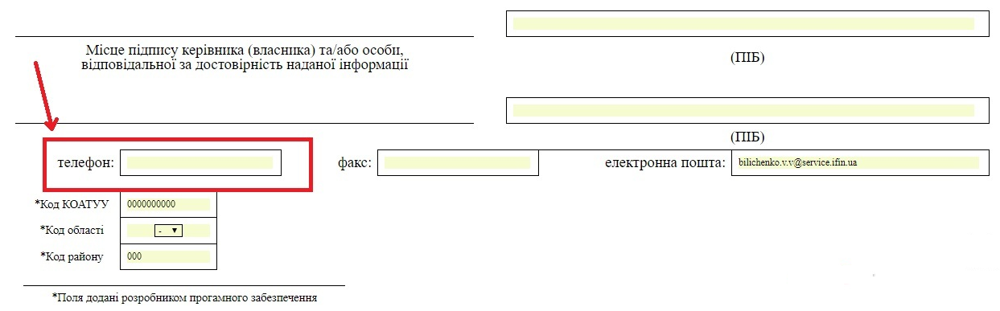 Місце підпису керівника (власника) та/або особи,
відповідальної за достовірність наданої інформації
(ПІБ)
(ПІБ)
телефон: факс: електронна пошта: bilichenko.v.v@service.ifin.ua
*Код КОАТУУ 0000000000
*Код області - ▼
*Код району 000
*Поля додані розробником прогамного забезпечення